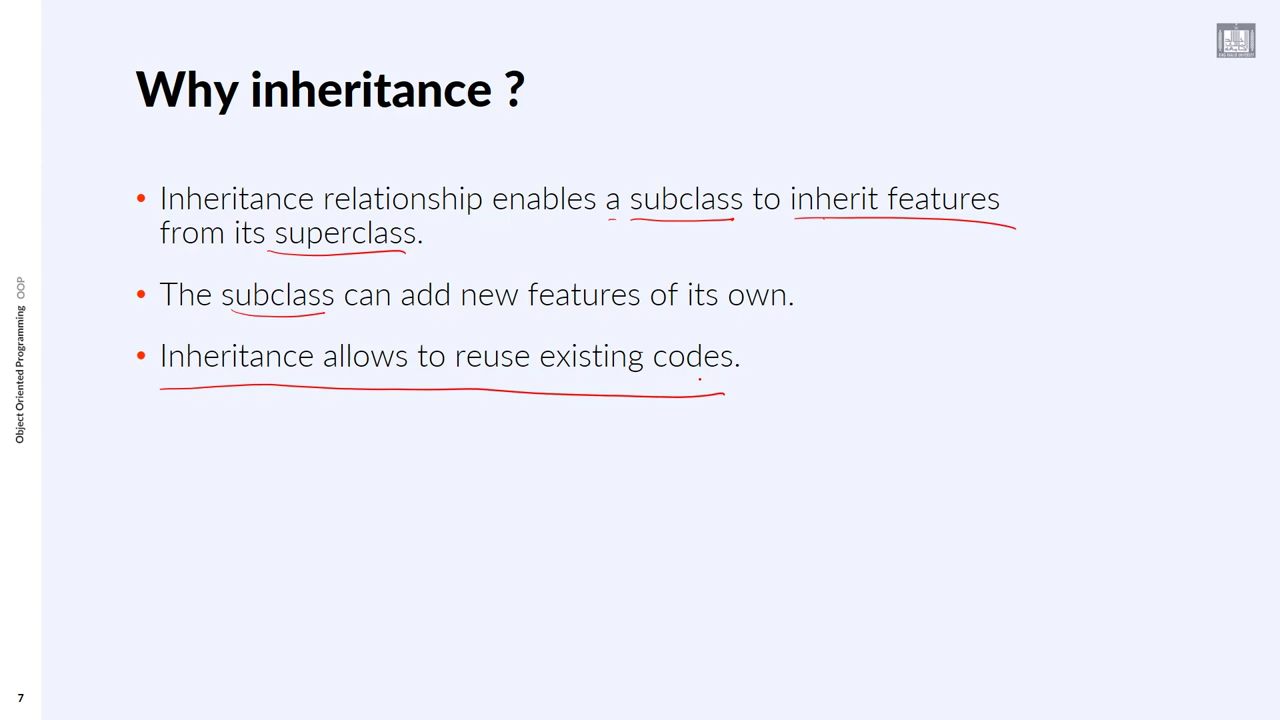 Why inheritance ?
• Inheritance relationship enables a subclass to inherit features
from its superclass.
• The subclass can add new features of its own.
• Inheritance allows to reuse existing codes.
Object Oriented Programming OOP
7